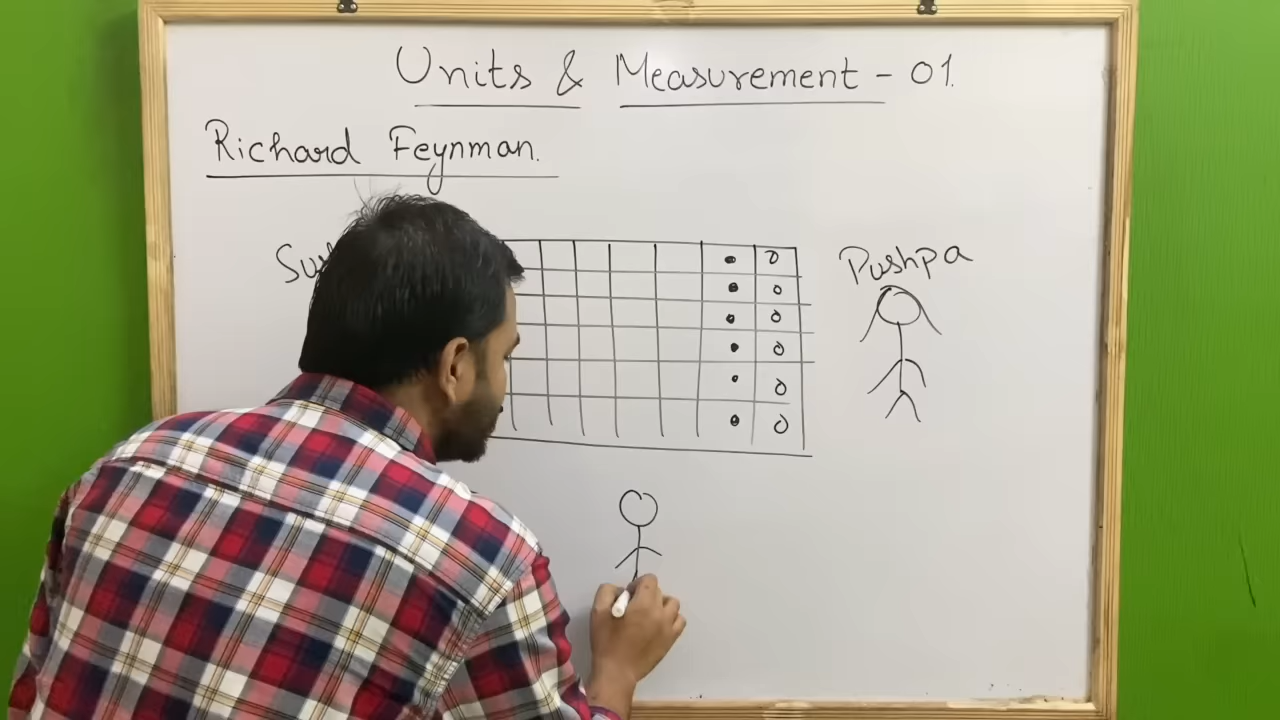 Units & Measurement - 01.
Richard Feynman.
Pushpa